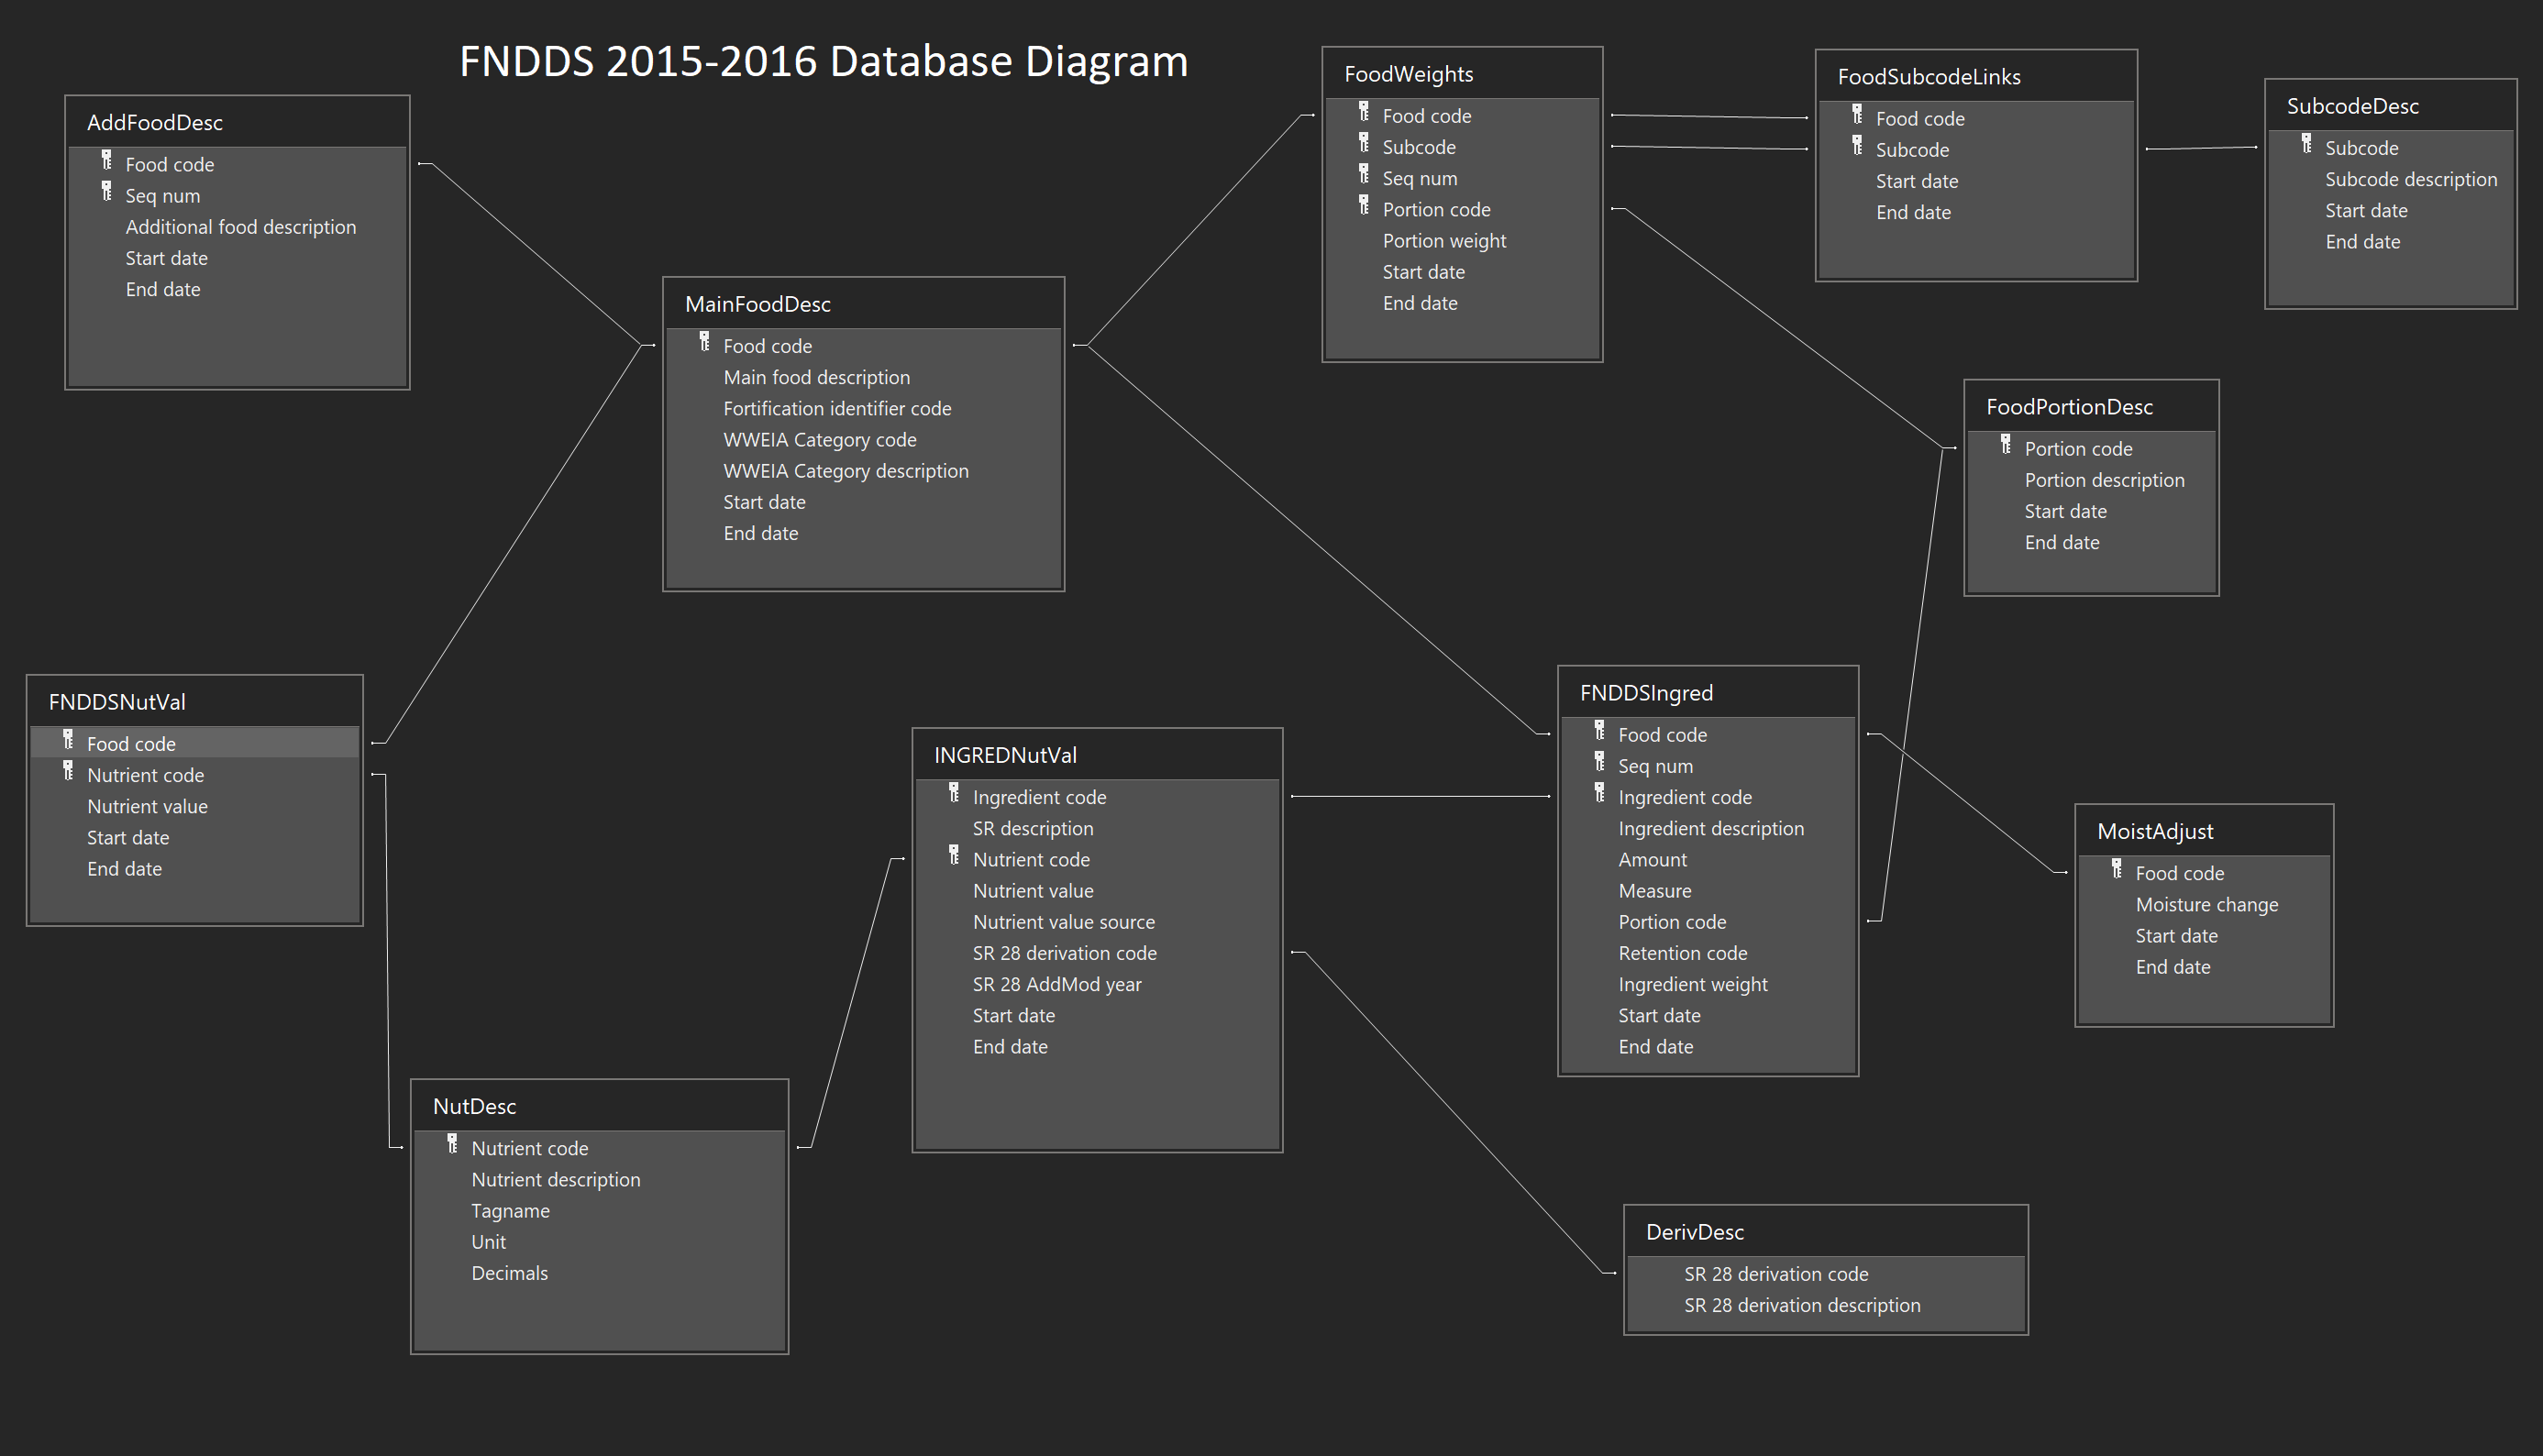 FNDDS 2015-2016 Database Diagram
AddFoodDesc
Food code
Seq num
Additional food description
Start date
End date
MainFoodDesc
Food code
Main food description
Fortification identifier code
WWEIA Category code
WWEIA Category description
Start date
End date
FoodWeights
Food code
Subcode
Seq num
Portion code
Portion weight
Start date
End date
FoodSubcodeLinks
Food code
Subcode
Start date
End date
SubcodeDesc
Subcode
Subcode description
Start date
End date
FoodPortionDesc
Portion code
Portion description
Start date
End date
FNDDSNutVal
Food code
Nutrient code
Nutrient value
Start date
End date
INGREDNutVal
Ingredient code
SR description
Nutrient code
Nutrient value
Nutrient value source
SR 28 derivation code
SR 28 AddMod year
Start date
End date
FNDDSIngred
Food code
Seq num
Ingredient code
Ingredient description
Amount
Measure
Portion code
Retention code
Ingredient weight
Start date
End date
MoistAdjust
Food code
Moisture change
Start date
End date
NutDesc
Nutrient code
Nutrient description
Tagname
Unit
Decimals
DerivDesc
SR 28 derivation code
SR 28 derivation description